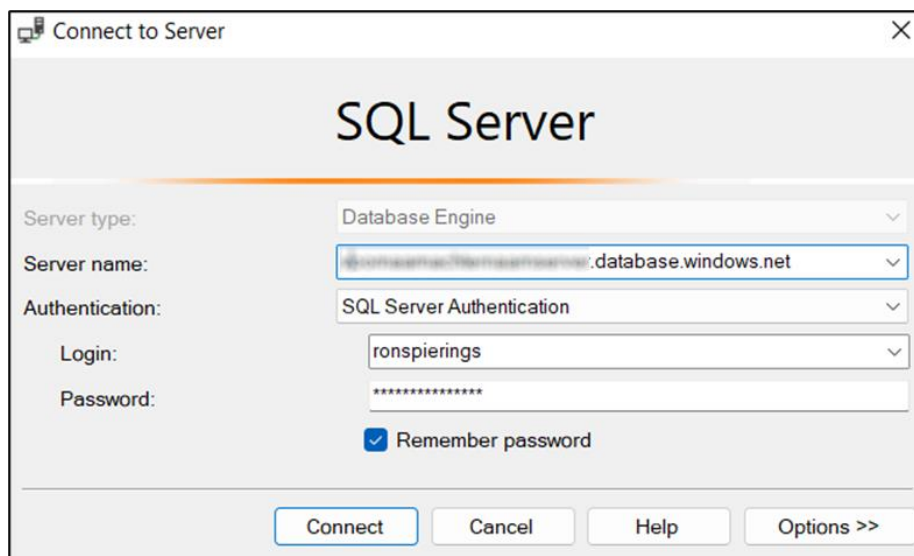 Connect to Server
SQL Server
Server type: Database Engine
Server name: .database.windows.net
Authentication: SQL Server Authentication
Login: ronspierings
Password: ***************
Remember password
Connect Cancel Help Options >>